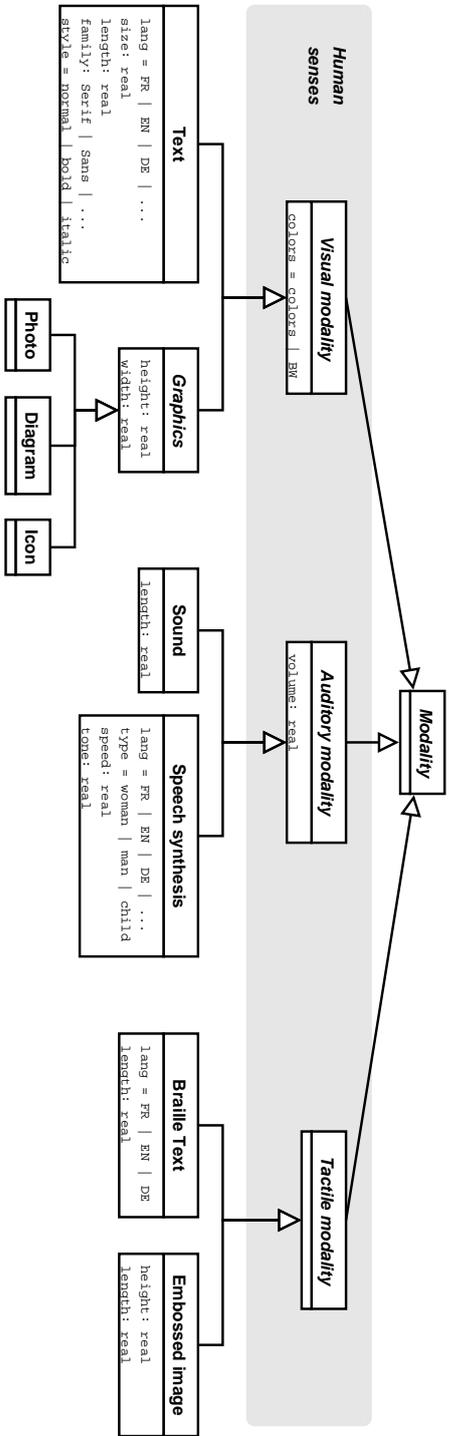 Modality
Human
senses
Visual modality
colors = colors | BW
Auditory modality
volume: real
Tactile modality
Text
lang = FR | EN | DE | ...
size: real
length: real
family: Serif | Sans | ...
style = normal | bold | italic
Graphics
height: real
width: real
Sound
length: real
Speech synthesis
lang = FR | EN | DE | ...
type = woman | man | child
speed: real
tone: real
Braille Text
lang = FR | EN | DE
length: real
Embossed image
height: real
length: real
Photo
Diagram
Icon